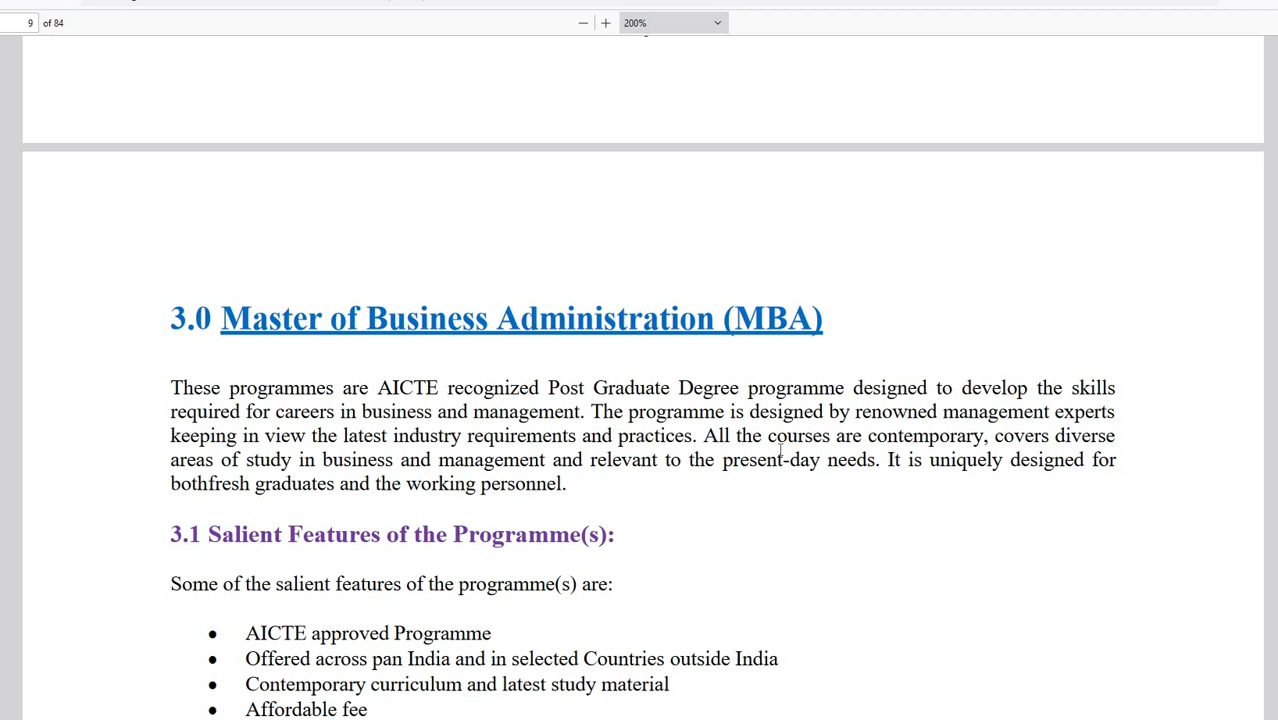 9 of 84
200%
3.0 Master of Business Administration (MBA)
These programmes are AICTE recognized Post Graduate Degree programme designed to develop the skills
required for careers in business and management. The programme is designed by renowned management experts
keeping in view the latest industry requirements and practices. All the courses are contemporary, covers diverse
areas of study in business and management and relevant to the present-day needs. It is uniquely designed for
bothfresh graduates and the working personnel.
3.1 Salient Features of the Programme(s):
Some of the salient features of the programme(s) are:
• AICTE approved Programme
• Offered across pan India and in selected Countries outside India
• Contemporary curriculum and latest study material
• Affordable fee